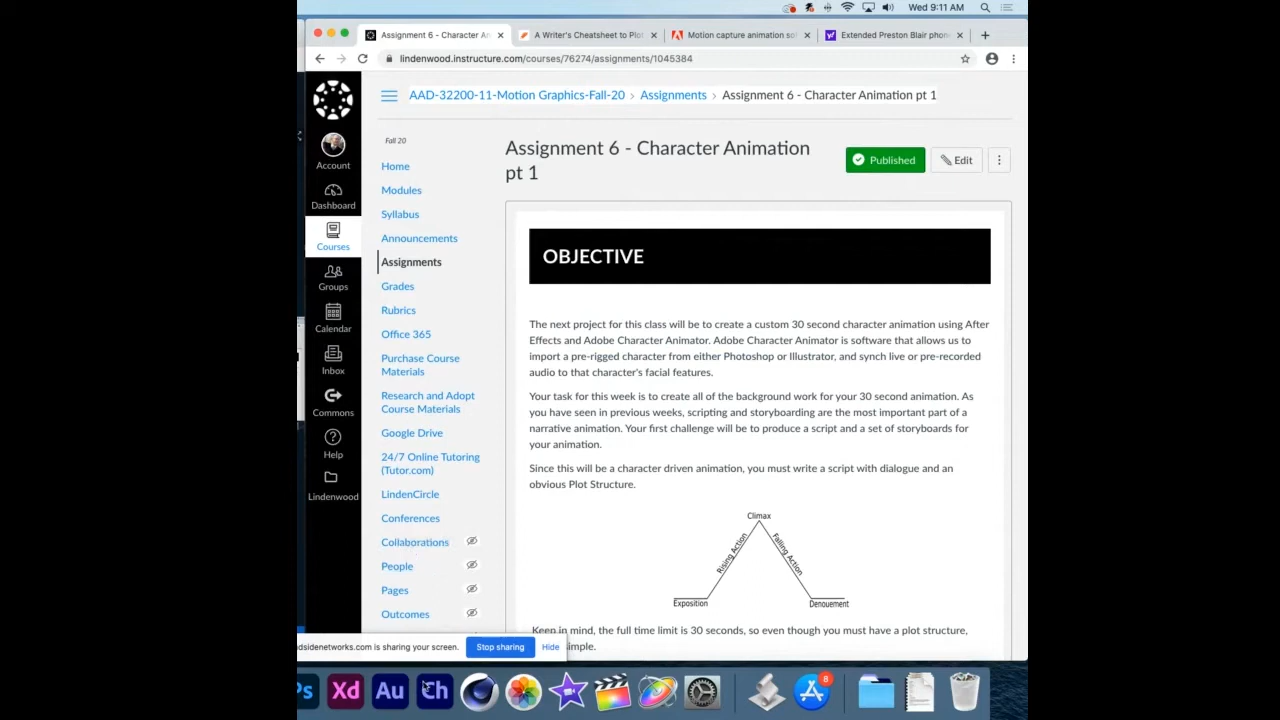 Wed 9:11 AM
Assignment 6 - Character An
A Writer's Cheatsheet to Plot
Motion capture animation so
Extended Preston Blair phon
lindenwood.instructure.com/courses/76274/assignments/1045384
AAD-32200-11-Motion Graphics-Fall-20 › Assignments › Assignment 6 - Character Animation pt 1
Account
Dashboard
Courses
Groups
Calendar
Inbox
Commons
Help
Lindenwood
Fall 20
Home
Modules
Syllabus
Announcements
Assignments
Grades
Rubrics
Office 365
Purchase Course
Materials
Research and Adopt
Course Materials
Google Drive
24/7 Online Tutoring
(Tutor.com)
LindenCircle
Conferences
Collaborations
People
Pages
Outcomes
Assignment 6 - Character Animation
pt 1
Published
Edit
OBJECTIVE
The next project for this class will be to create a custom 30 second character animation using After
Effects and Adobe Character Animator. Adobe Character Animator is software that allows us to
import a pre-rigged character from either Photoshop or Illustrator, and synch live or pre-recorded
audio to that character's facial features.
Your task for this week is to create all of the background work for your 30 second animation. As
you have seen in previous weeks, scripting and storyboarding are the most important part of a
narrative animation. Your first challenge will be to produce a script and a set of storyboards for
your animation.
Since this will be a character driven animation, you must write a script with dialogue and an
obvious Plot Structure.
Climax
Rising Action
Falling Action
Exposition
Denouement
Keep in mind, the full time limit is 30 seconds, so even though you must have a plot structure,
simple.
dsidenetworks.com is sharing your screen.
Stop sharing
Hide
Ps
Xd
Au
Ch
8